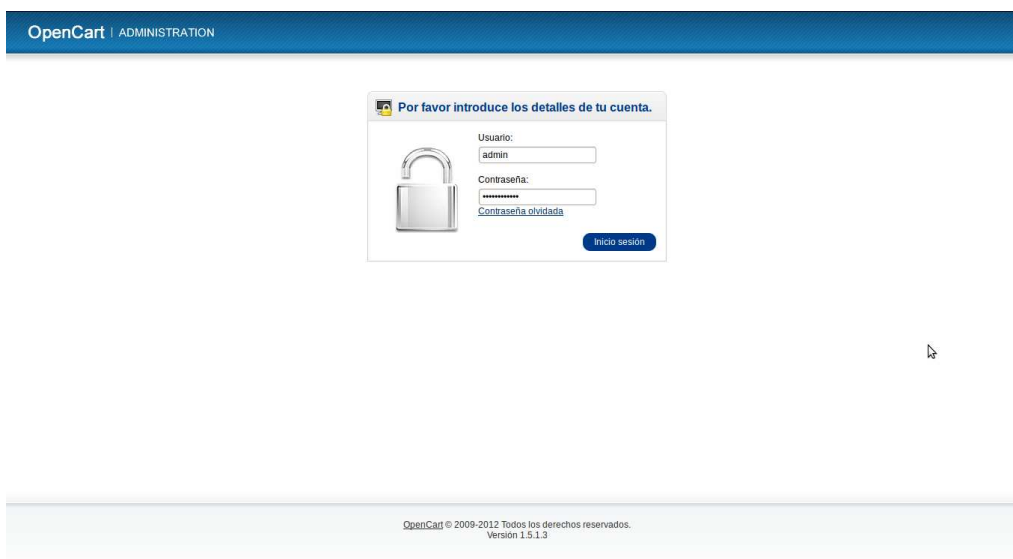 OpenCart | ADMINISTRATION
Por favor introduce los detalles de tu cuenta.
Usuario:
admin
Contraseña:
••••••••••••
Contraseña olvidada
Inicio sesión
OpenCart © 2009-2012 Todos los derechos reservados.
Versión 1.5.1.3